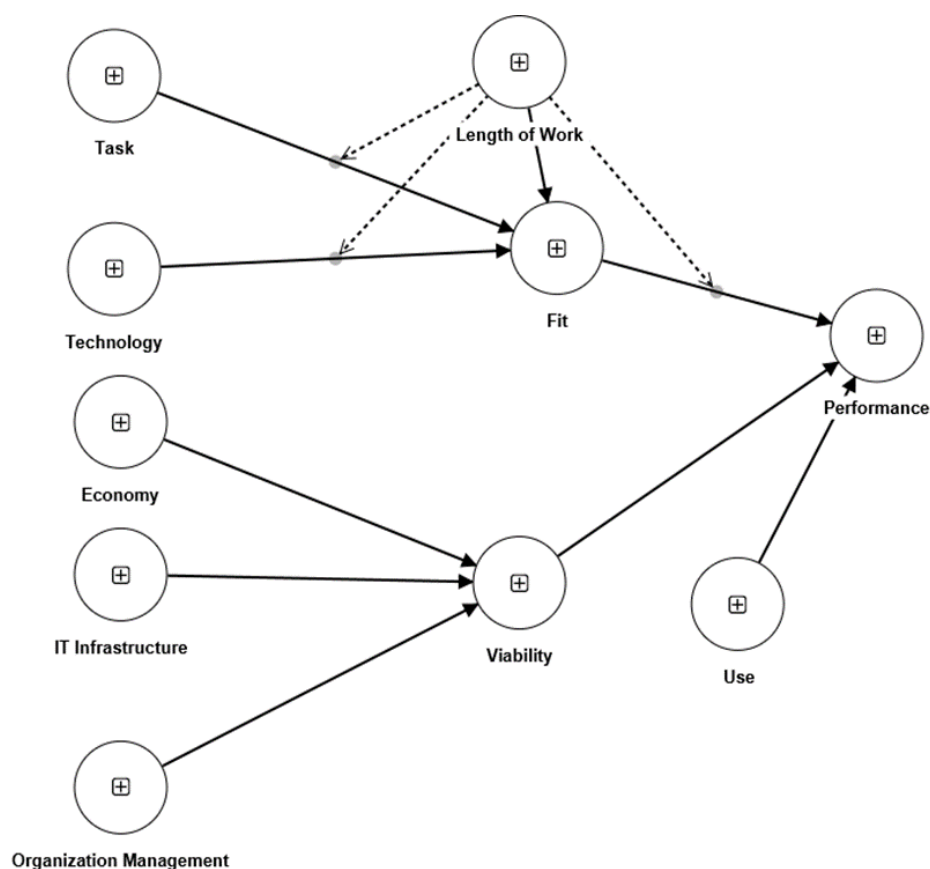 Task
Length of Work
Technology
Fit
Performance
Economy
IT Infrastructure
Viability
Use
Organization Management